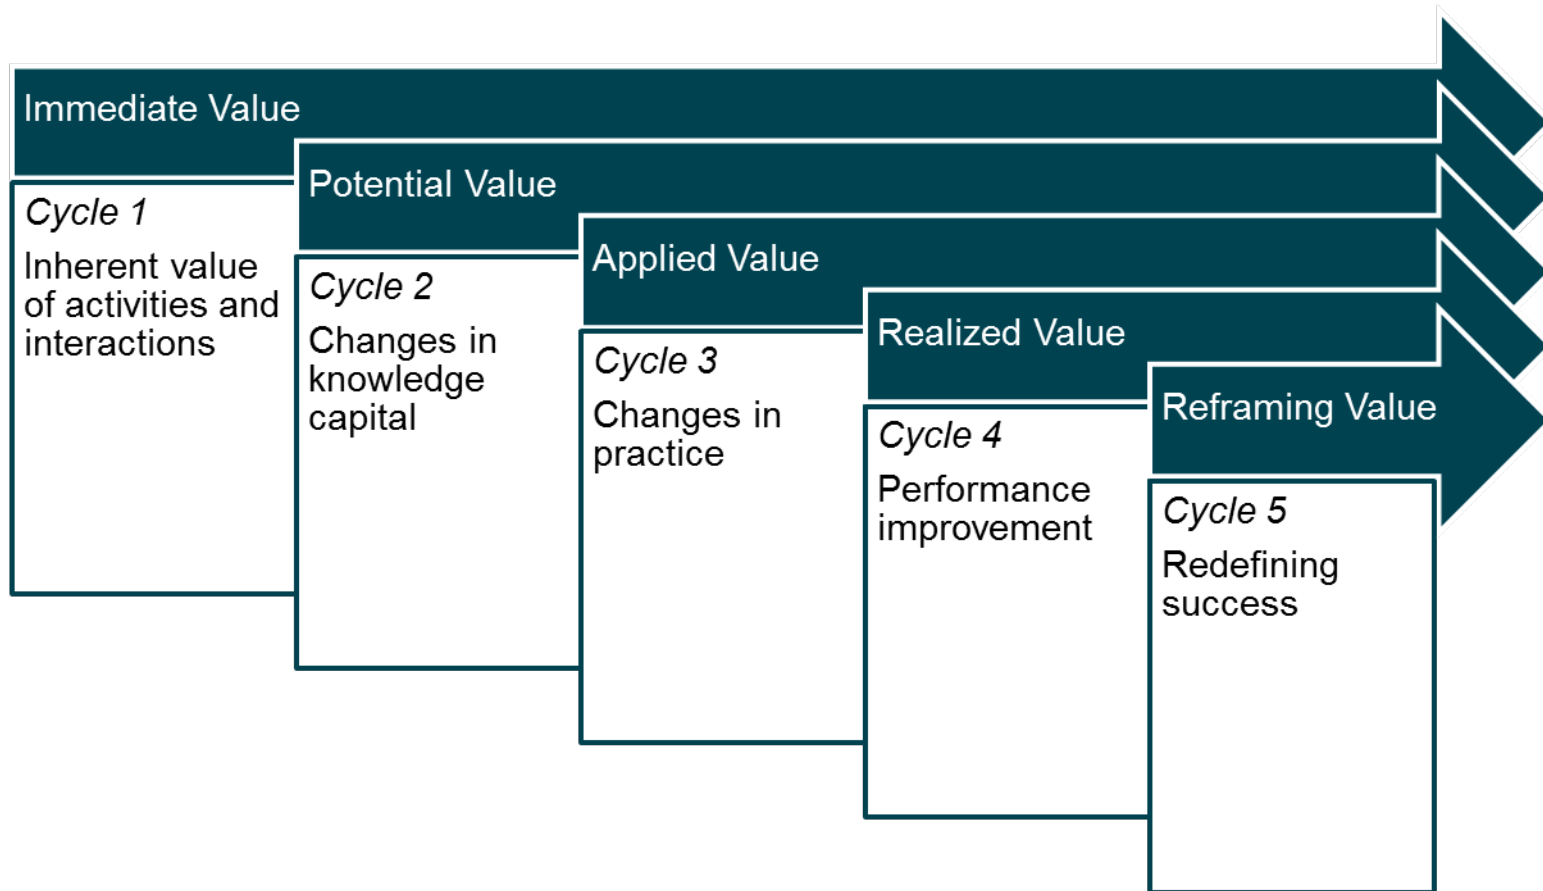 Immediate Value
Cycle 1
Inherent value
of activities and
interactions
Potential Value
Cycle 2
Changes in
knowledge
capital
Applied Value
Cycle 3
Changes in
practice
Realized Value
Cycle 4
Performance
improvement
Reframing Value
Cycle 5
Redefining
success